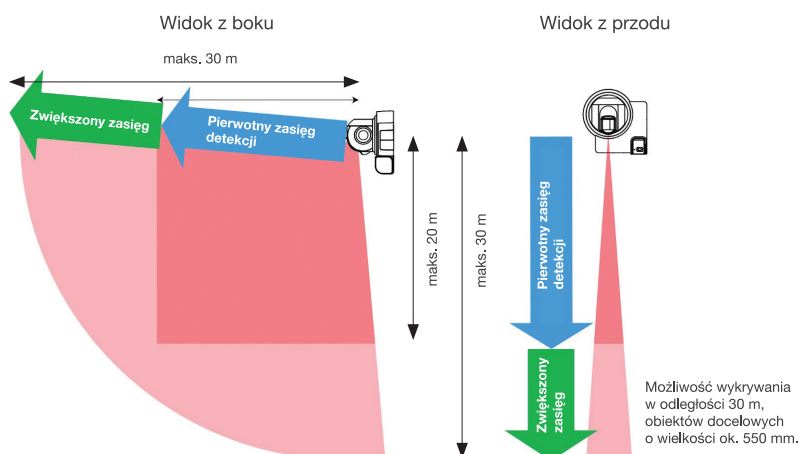 Widok z boku
maks. 30 m
Zwiększony zasięg
Pierwotny zasięg
detekcji
maks. 20 m
maks. 30 m
Widok z przodu
Pierwotny zasięg
detekcji
Zwiększony
zasięg
Możliwość wykrywania
w odległości 30 m,
obiektów docelowych
o wielkości ok. 550 mm.